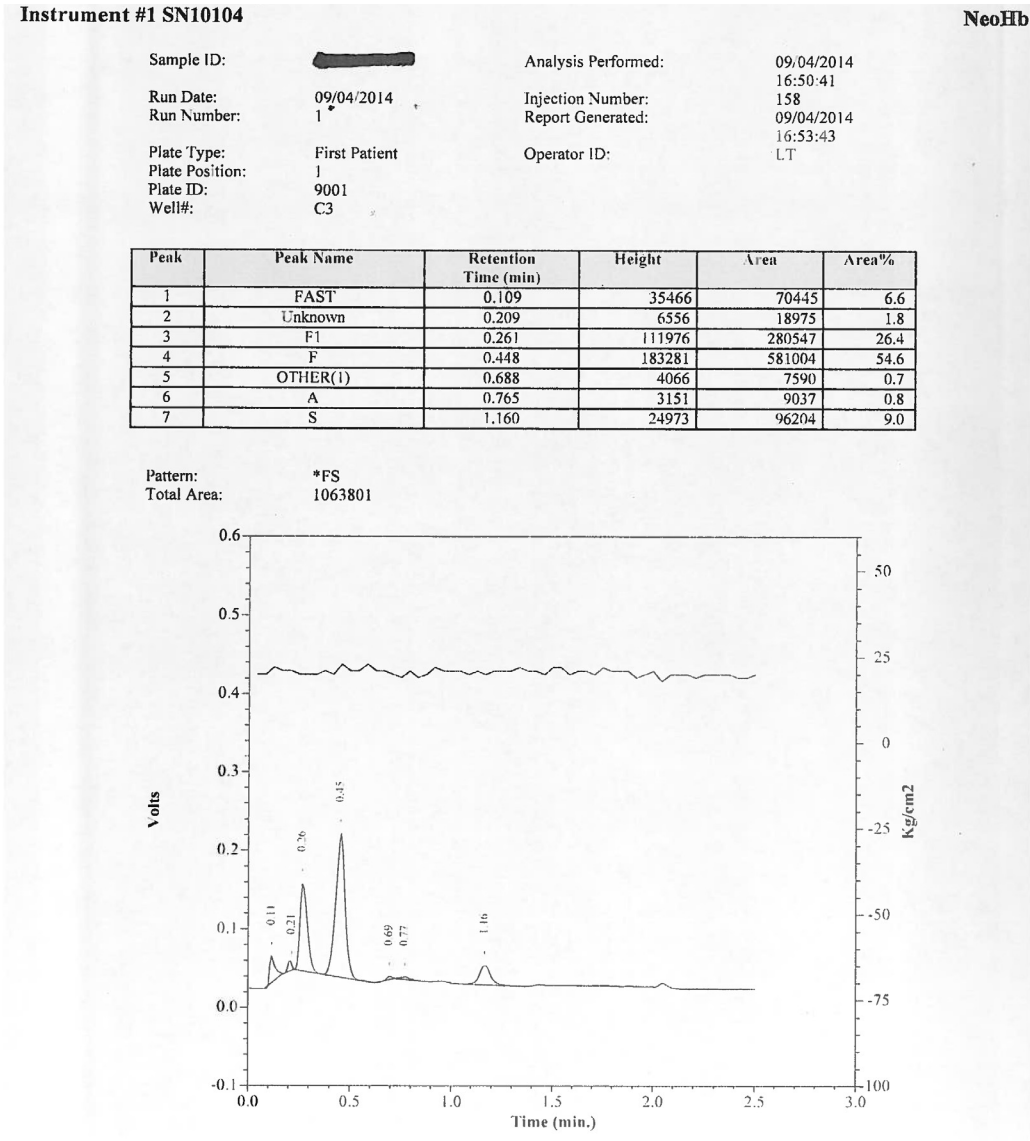 Instrument #1 SN10104 NeoHb
Sample ID: Analysis Performed: 09/04/2014
16:50:41
Run Date: 09/04/2014 Injection Number: 158
Run Number: 1 Report Generated: 09/04/2014
16:53:43
Plate Type: First Patient Operator ID: LT
Plate Position: 1
Plate ID: 9001
Well#: C3
Peak Peak Name Retention Time (min) Height Area Area%
1 FAST 0.109 35466 70445 6.6
2 Unknown 0.209 6556 18975 1.8
3 F1 0.261 111976 280547 26.4
4 F 0.448 183281 581004 54.6
5 OTHER(1) 0.688 4066 7590 0.7
6 A 0.765 3151 9037 0.8
7 S 1.160 24973 96204 9.0
Pattern: *FS
Total Area: 1063801
0.6
0.5
0.4
0.3
0.2
0.1
0.0
-0.1
Volts
0.11
0.21
0.26
0.45
0.69
0.77
1.16
50
25
0
-25
-50
-75
-100
Kg/cm2
0.0 0.5 1.0 1.5 2.0 2.5 3.0
Time (min.)